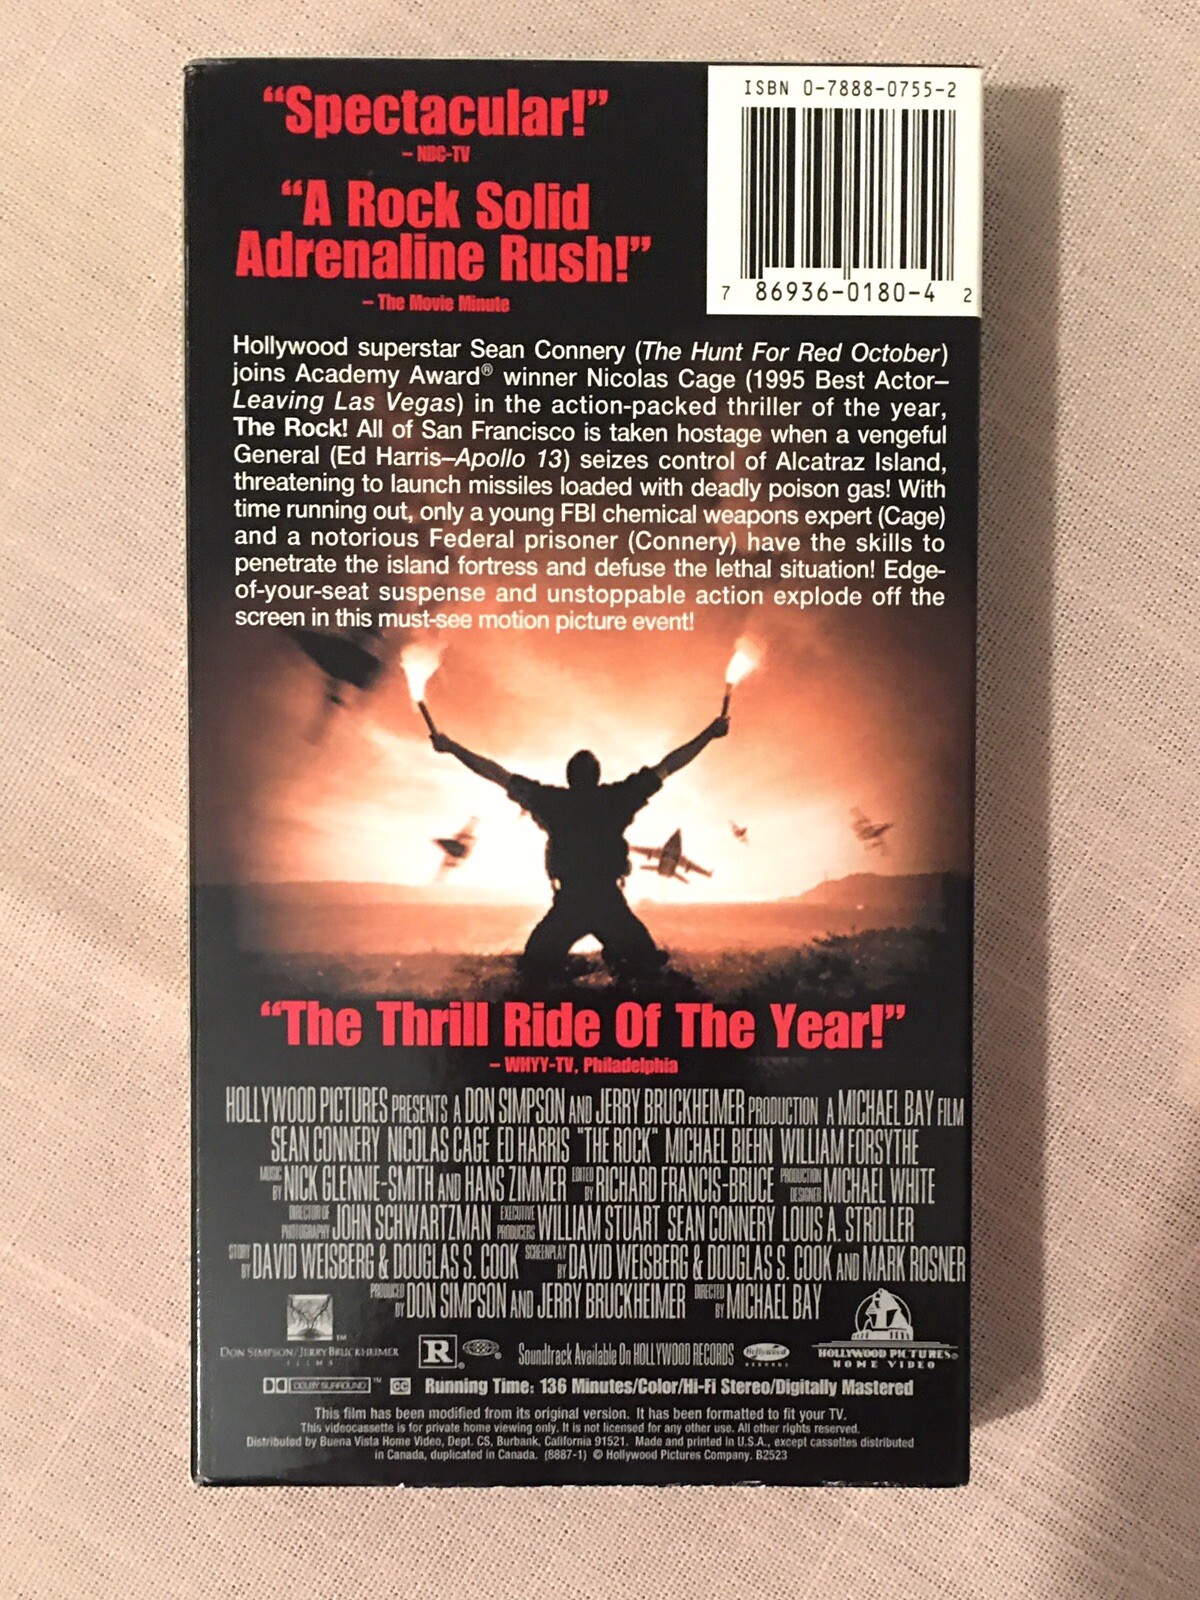 "Spectacular!"
– NBC-TV
"A Rock Solid
Adrenaline Rush!"
– The Movie Minute
ISBN 0-7888-0755-2
7 86936-0180-4 2
Hollywood superstar Sean Connery (The Hunt For Red October)
joins Academy Award® winner Nicolas Cage (1995 Best Actor–
Leaving Las Vegas) in the action-packed thriller of the year,
The Rock! All of San Francisco is taken hostage when a vengeful
General (Ed Harris–Apollo 13) seizes control of Alcatraz Island,
threatening to launch missiles loaded with deadly poison gas! With
time running out, only a young FBI chemical weapons expert (Cage)
and a notorious Federal prisoner (Connery) have the skills to
penetrate the island fortress and defuse the lethal situation! Edge-
of-your-seat suspense and unstoppable action explode off the
screen in this must-see motion picture event!
"The Thrill Ride Of The Year!"
– WHYY-TV, Philadelphia
HOLLYWOOD PICTURES PRESENTS A DON SIMPSON AND JERRY BRUCKHEIMER PRODUCTION A MICHAEL BAY FILM
SEAN CONNERY NICOLAS CAGE ED HARRIS "THE ROCK" MICHAEL BIEHN WILLIAM FORSYTHE
MUSIC BY NICK GLENNIE-SMITH AND HANS ZIMMER EDITED BY RICHARD FRANCIS-BRUCE PRODUCTION DESIGNER MICHAEL WHITE
DIRECTOR OF PHOTOGRAPHY JOHN SCHWARTZMAN EXECUTIVE PRODUCERS WILLIAM STUART SEAN CONNERY LOUIS A. STROLLER
STORY BY DAVID WEISBERG & DOUGLAS S. COOK SCREENPLAY BY DAVID WEISBERG & DOUGLAS S. COOK AND MARK ROSNER
PRODUCED BY DON SIMPSON AND JERRY BRUCKHEIMER DIRECTED BY MICHAEL BAY
DON SIMPSON/JERRY BRUCKHEIMER
FILMS
R
Soundtrack Available On HOLLYWOOD RECORDS
Hollywood
RECORDS
HOLLYWOOD PICTURES®
HOME VIDEO
DOLBY SURROUND™ CC Running Time: 136 Minutes/Color/Hi-Fi Stereo/Digitally Mastered
This film has been modified from its original version. It has been formatted to fit your TV.
This videocassette is for private home viewing only. It is not licensed for any other use. All other rights reserved.
Distributed by Buena Vista Home Video, Dept. CS, Burbank, California 91521. Made and printed in U.S.A., except cassettes distributed
in Canada, duplicated in Canada. (8887-1) © Hollywood Pictures Company. B2523